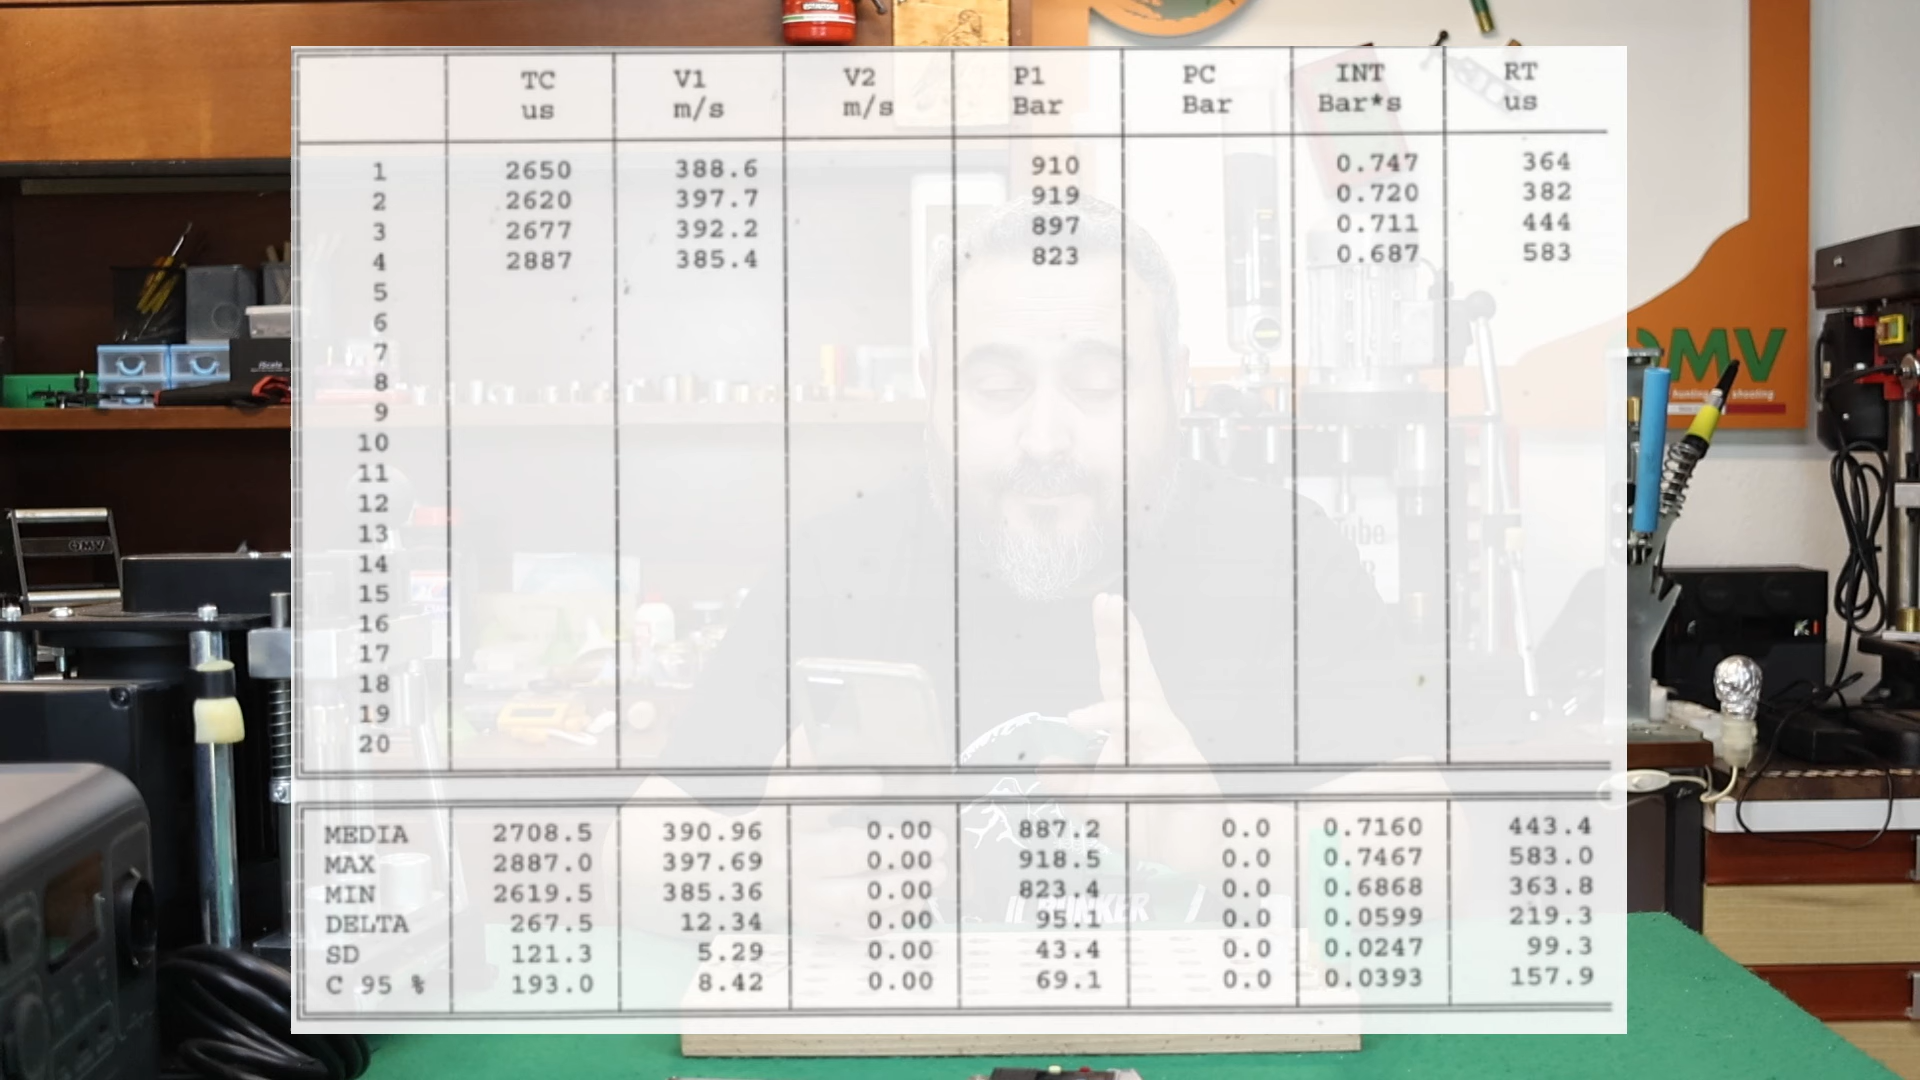 TC V1 V2 P1 PC INT RT
us m/s m/s Bar Bar Bar*s us
1 2650 388.6 910 0.747 364
2 2620 397.7 919 0.720 382
3 2677 392.2 897 0.711 444
4 2887 385.4 823 0.687 583
5
6
7
8
9
10
11
12
13
14
15
16
17
18
19
20
MEDIA 2708.5 390.96 0.00 887.2 0.0 0.7160 443.4
MAX 2887.0 397.69 0.00 918.5 0.0 0.7467 583.0
MIN 2619.5 385.36 0.00 823.4 0.0 0.6868 363.8
DELTA 267.5 12.34 0.00 95.1 0.0 0.0599 219.3
SD 121.3 5.29 0.00 43.4 0.0 0.0247 99.3
C 95 % 193.0 8.42 0.00 69.1 0.0 0.0393 157.9
OMV
hunting shooting
OMV
Tube
IL BUNKER